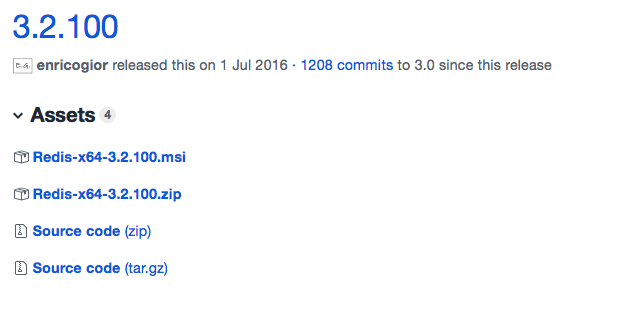 3.2.100
E.G. enricogior released this on 1 Jul 2016 · 1208 commits to 3.0 since this release
Assets 4
Redis-x64-3.2.100.msi
Redis-x64-3.2.100.zip
Source code (zip)
Source code (tar.gz)